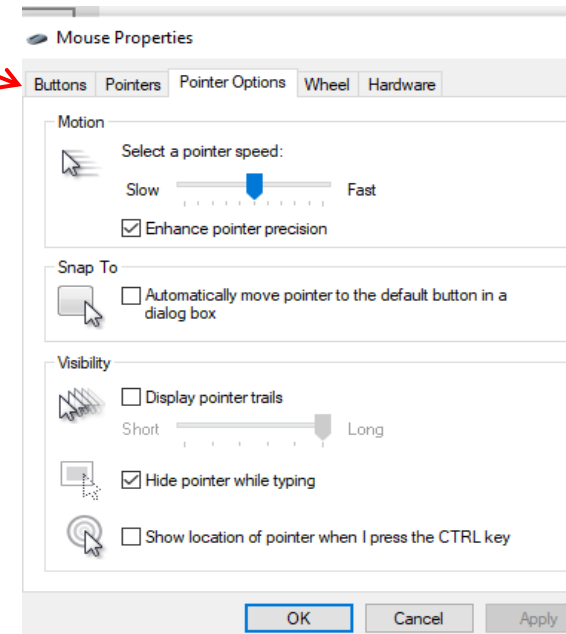 Mouse Properties
Buttons Pointers Pointer Options Wheel Hardware
Motion
Select a pointer speed:
Slow Fast
Enhance pointer precision
Snap To
Automatically move pointer to the default button in a
dialog box
Visibility
Display pointer trails
Short Long
Hide pointer while typing
Show location of pointer when I press the CTRL key
OK Cancel Apply